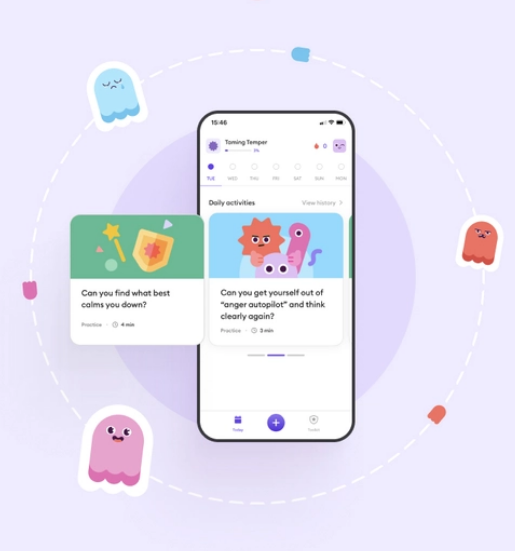 15:46
Taming Temper
0
TUE WED THU FRI SAT SUN MON
Daily activities View history >
Can you find what best
calms you down?
Practice · 4 min
Can you get yourself out of
“anger autopilot” and think
clearly again?
Practice · 3 min
Today
Toolkit